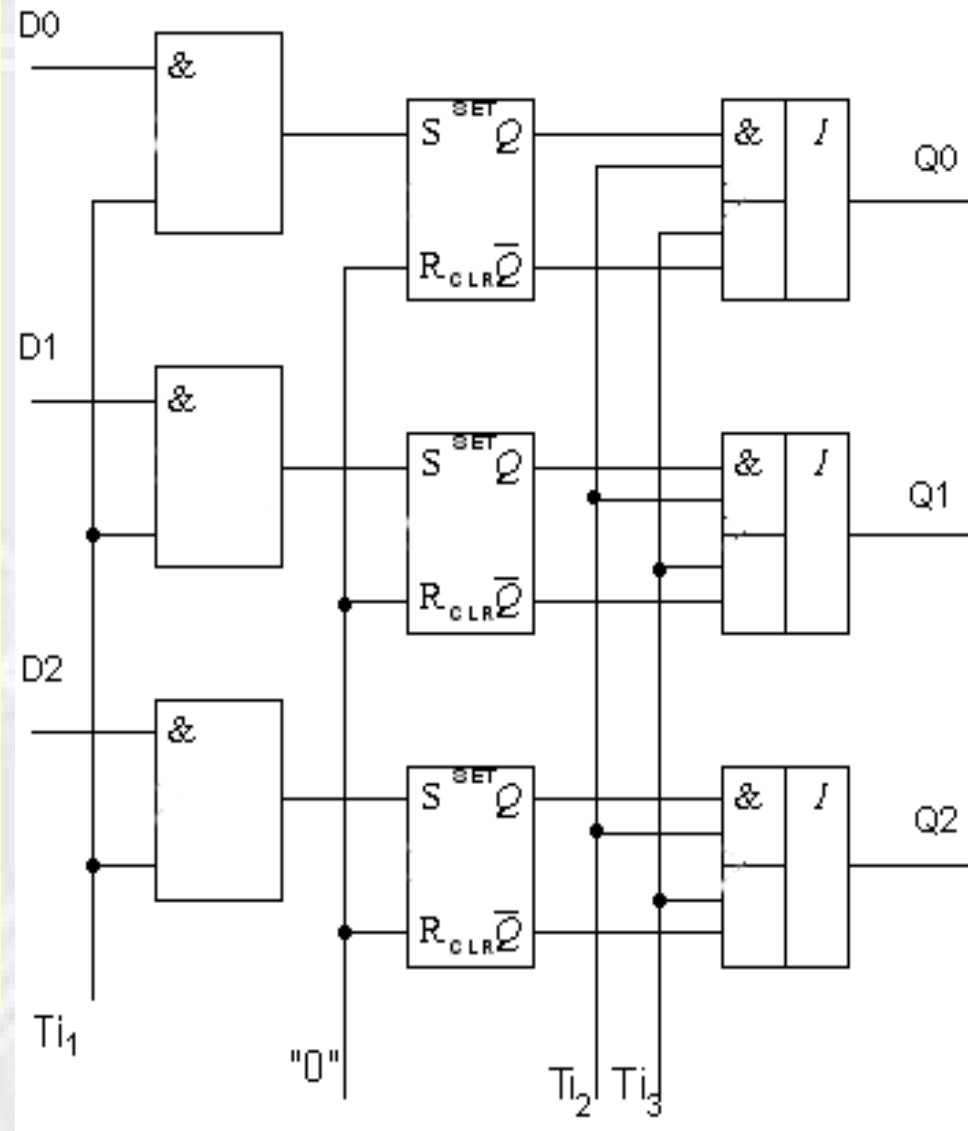 D0
&
SET
S Q
R CLR Q̅
& 1
Q0
D1
&
SET
S Q
R CLR Q̅
& 1
Q1
D2
&
SET
S Q
R CLR Q̅
& 1
Q2
Ti₁
"0"
Ti₂
Ti₃